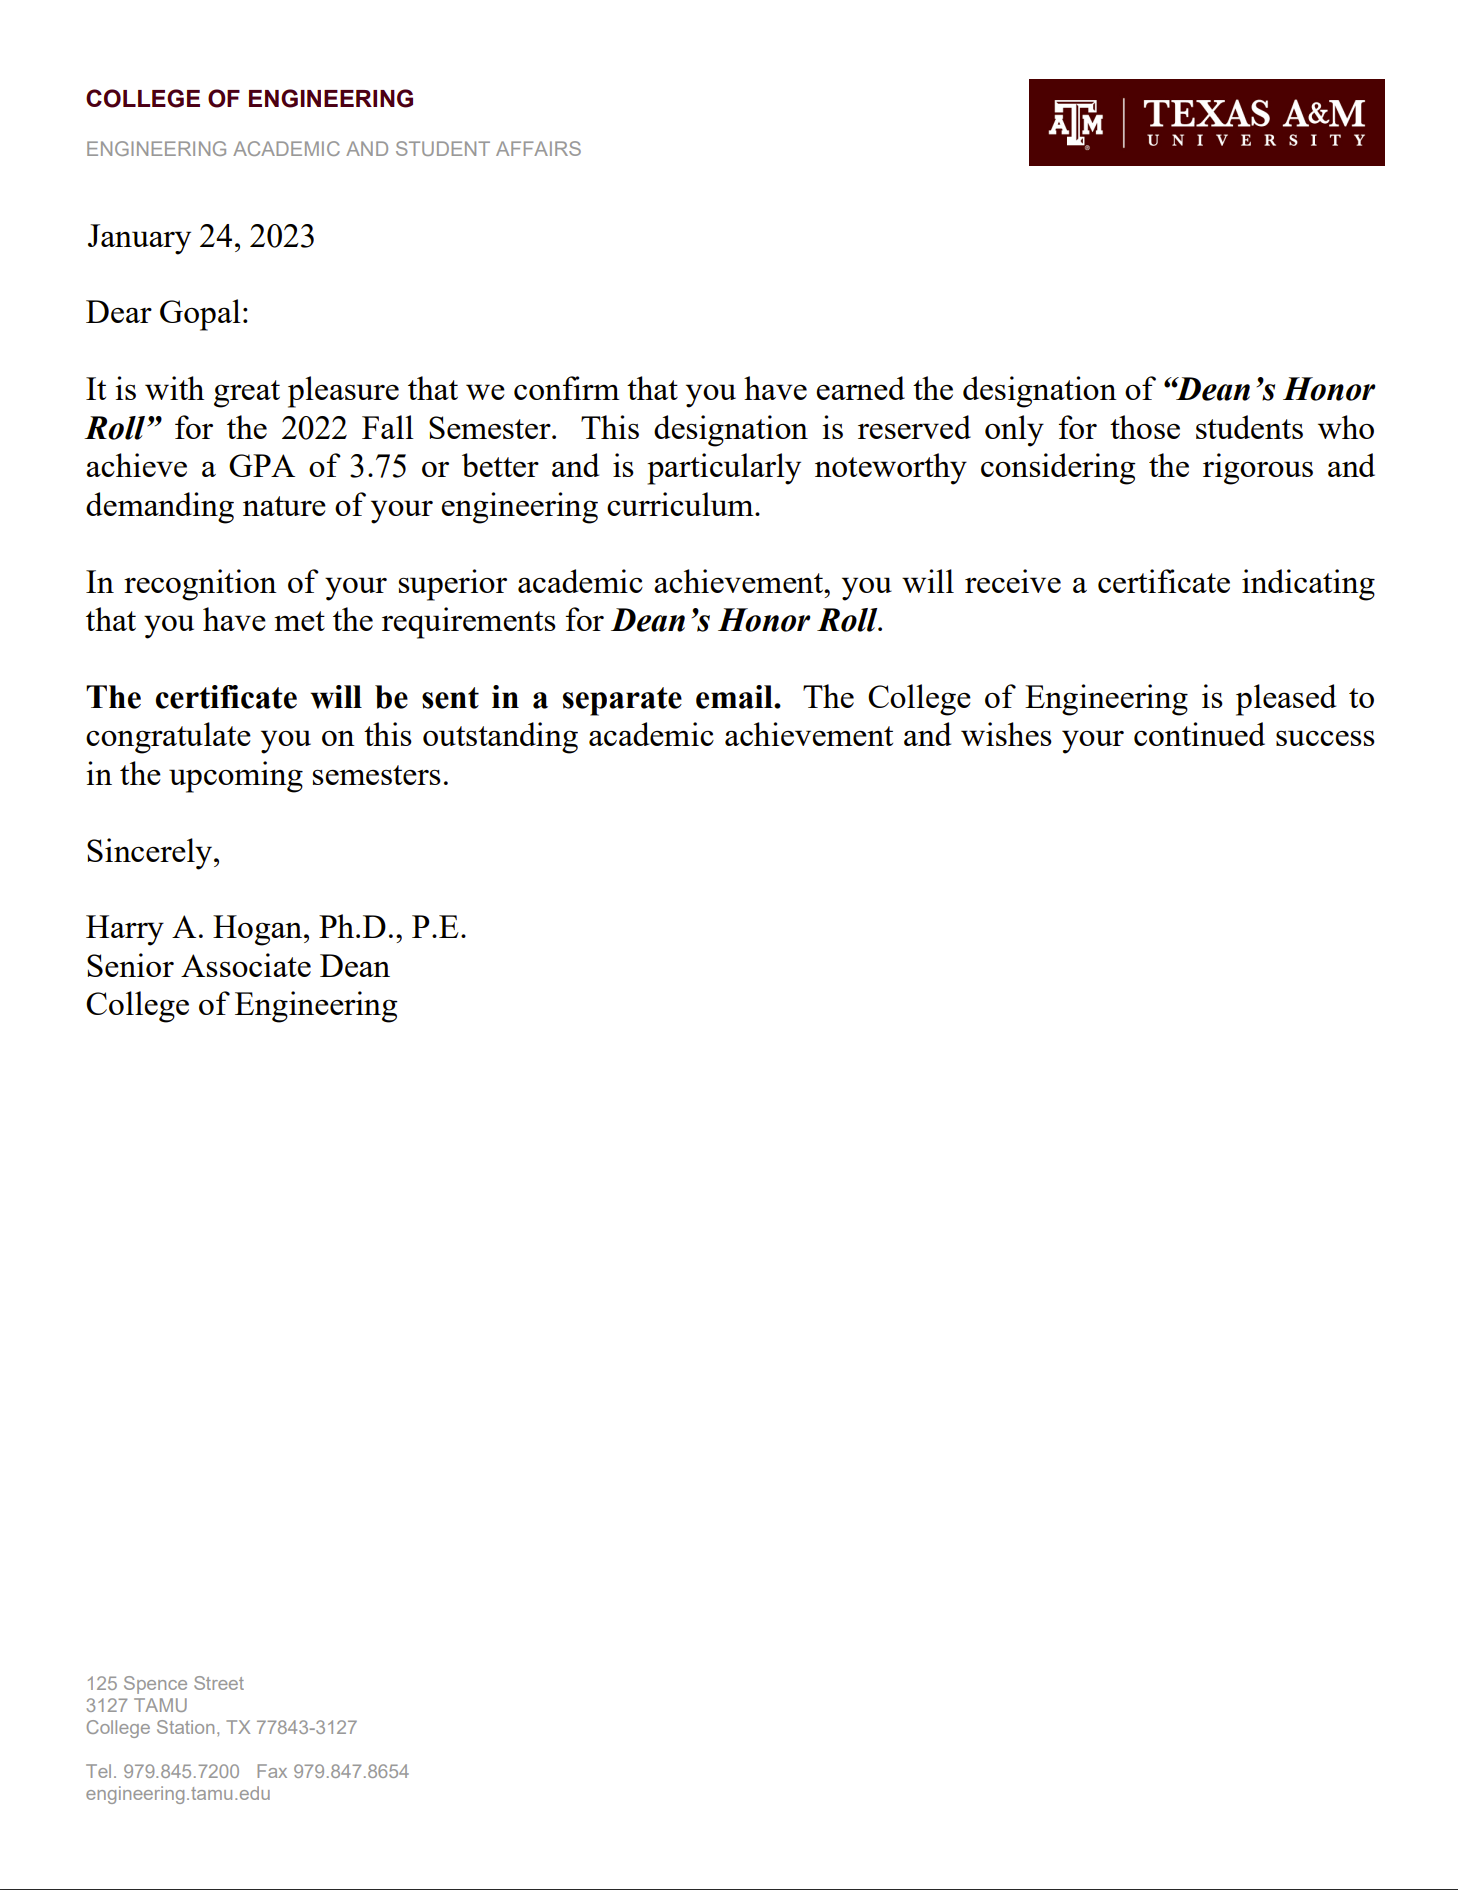 COLLEGE OF ENGINEERING
ENGINEERING ACADEMIC AND STUDENT AFFAIRS
ATM
TEXAS A&M
UNIVERSITY
January 24, 2023
Dear Gopal:
It is with great pleasure that we confirm that you have earned the designation of “Dean’s Honor
Roll” for the 2022 Fall Semester.  This designation is reserved only for those students who
achieve a GPA of 3.75 or better and is particularly noteworthy considering the rigorous and
demanding nature of your engineering curriculum.
In recognition of your superior academic achievement, you will receive a certificate indicating
that you have met the requirements for Dean’s Honor Roll.
The certificate will be sent in a separate email.  The College of Engineering is pleased to
congratulate you on this outstanding academic achievement and wishes your continued success
in the upcoming semesters.
Sincerely,
Harry A. Hogan, Ph.D., P.E.
Senior Associate Dean
College of Engineering
125 Spence Street
3127 TAMU
College Station, TX 77843-3127
Tel. 979.845.7200   Fax 979.847.8654
engineering.tamu.edu